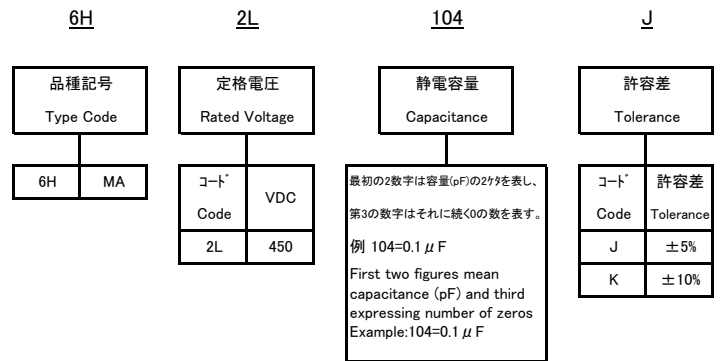 6H 2L 104 J
品種記号
Type Code
定格電圧
Rated Voltage
静電容量
Capacitance
許容差
Tolerance
6H MA
コード
Code
VDC
2L 450
最初の2数字は容量(pF)の2ケタを表し、
第3の数字はそれに続く0の数を表す。
例 104=0.1μF
First two figures mean
capacitance (pF) and third
expressing number of zeros
Example:104=0.1μF
コード 許容差
Code Tolerance
J ±5%
K ±10%